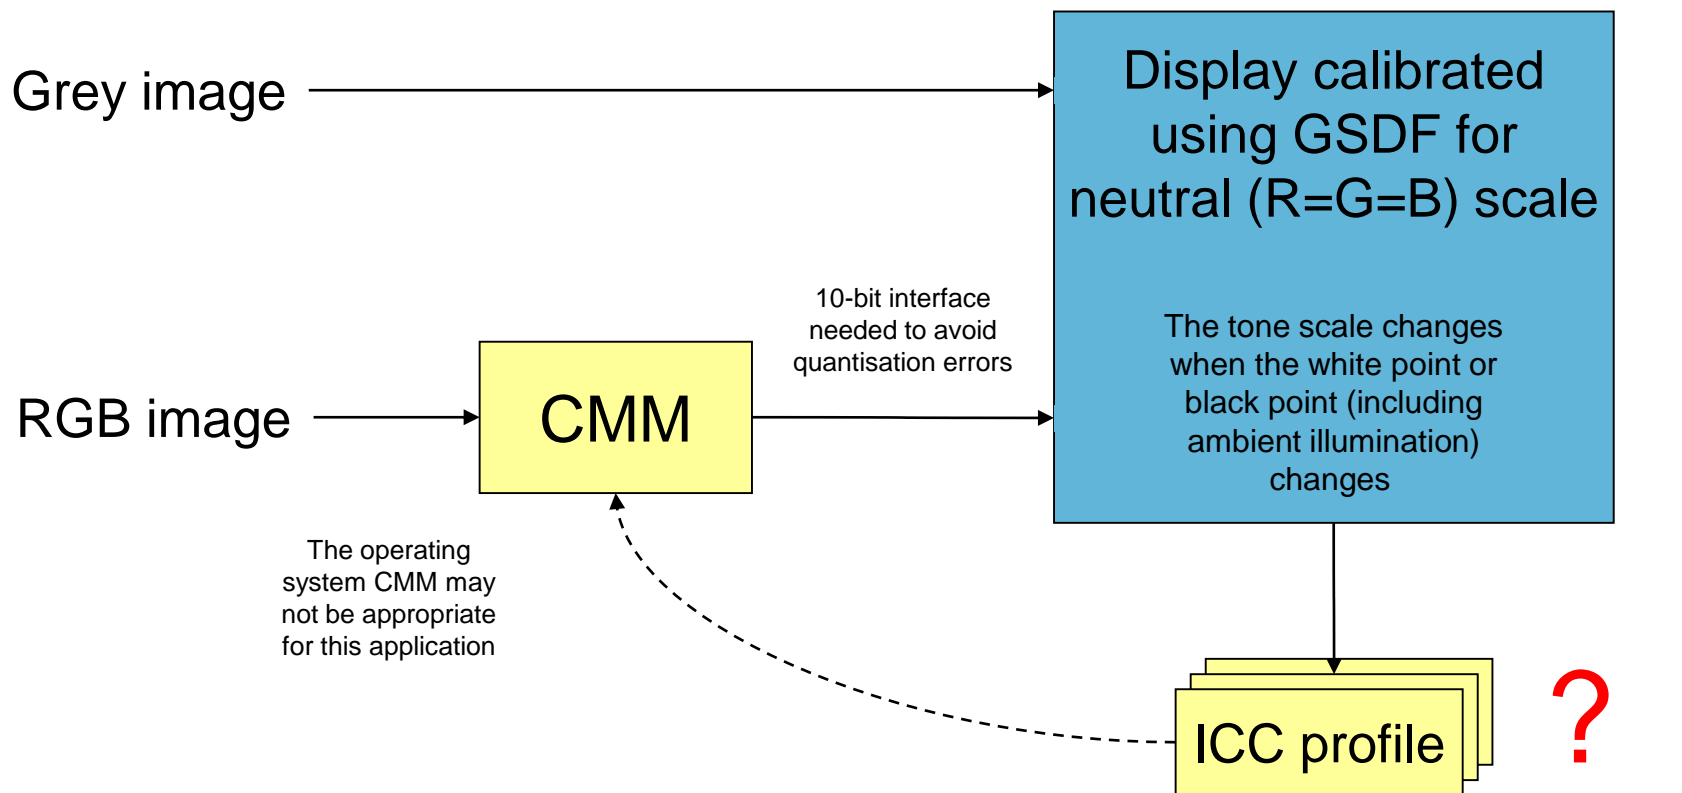 Grey image
Display calibrated
using GSDF for
neutral (R=G=B) scale
10-bit interface
needed to avoid
quantisation errors
The tone scale changes
when the white point or
black point (including
ambient illumination)
changes
RGB image
CMM
The operating
system CMM may
not be appropriate
for this application
ICC profile
?